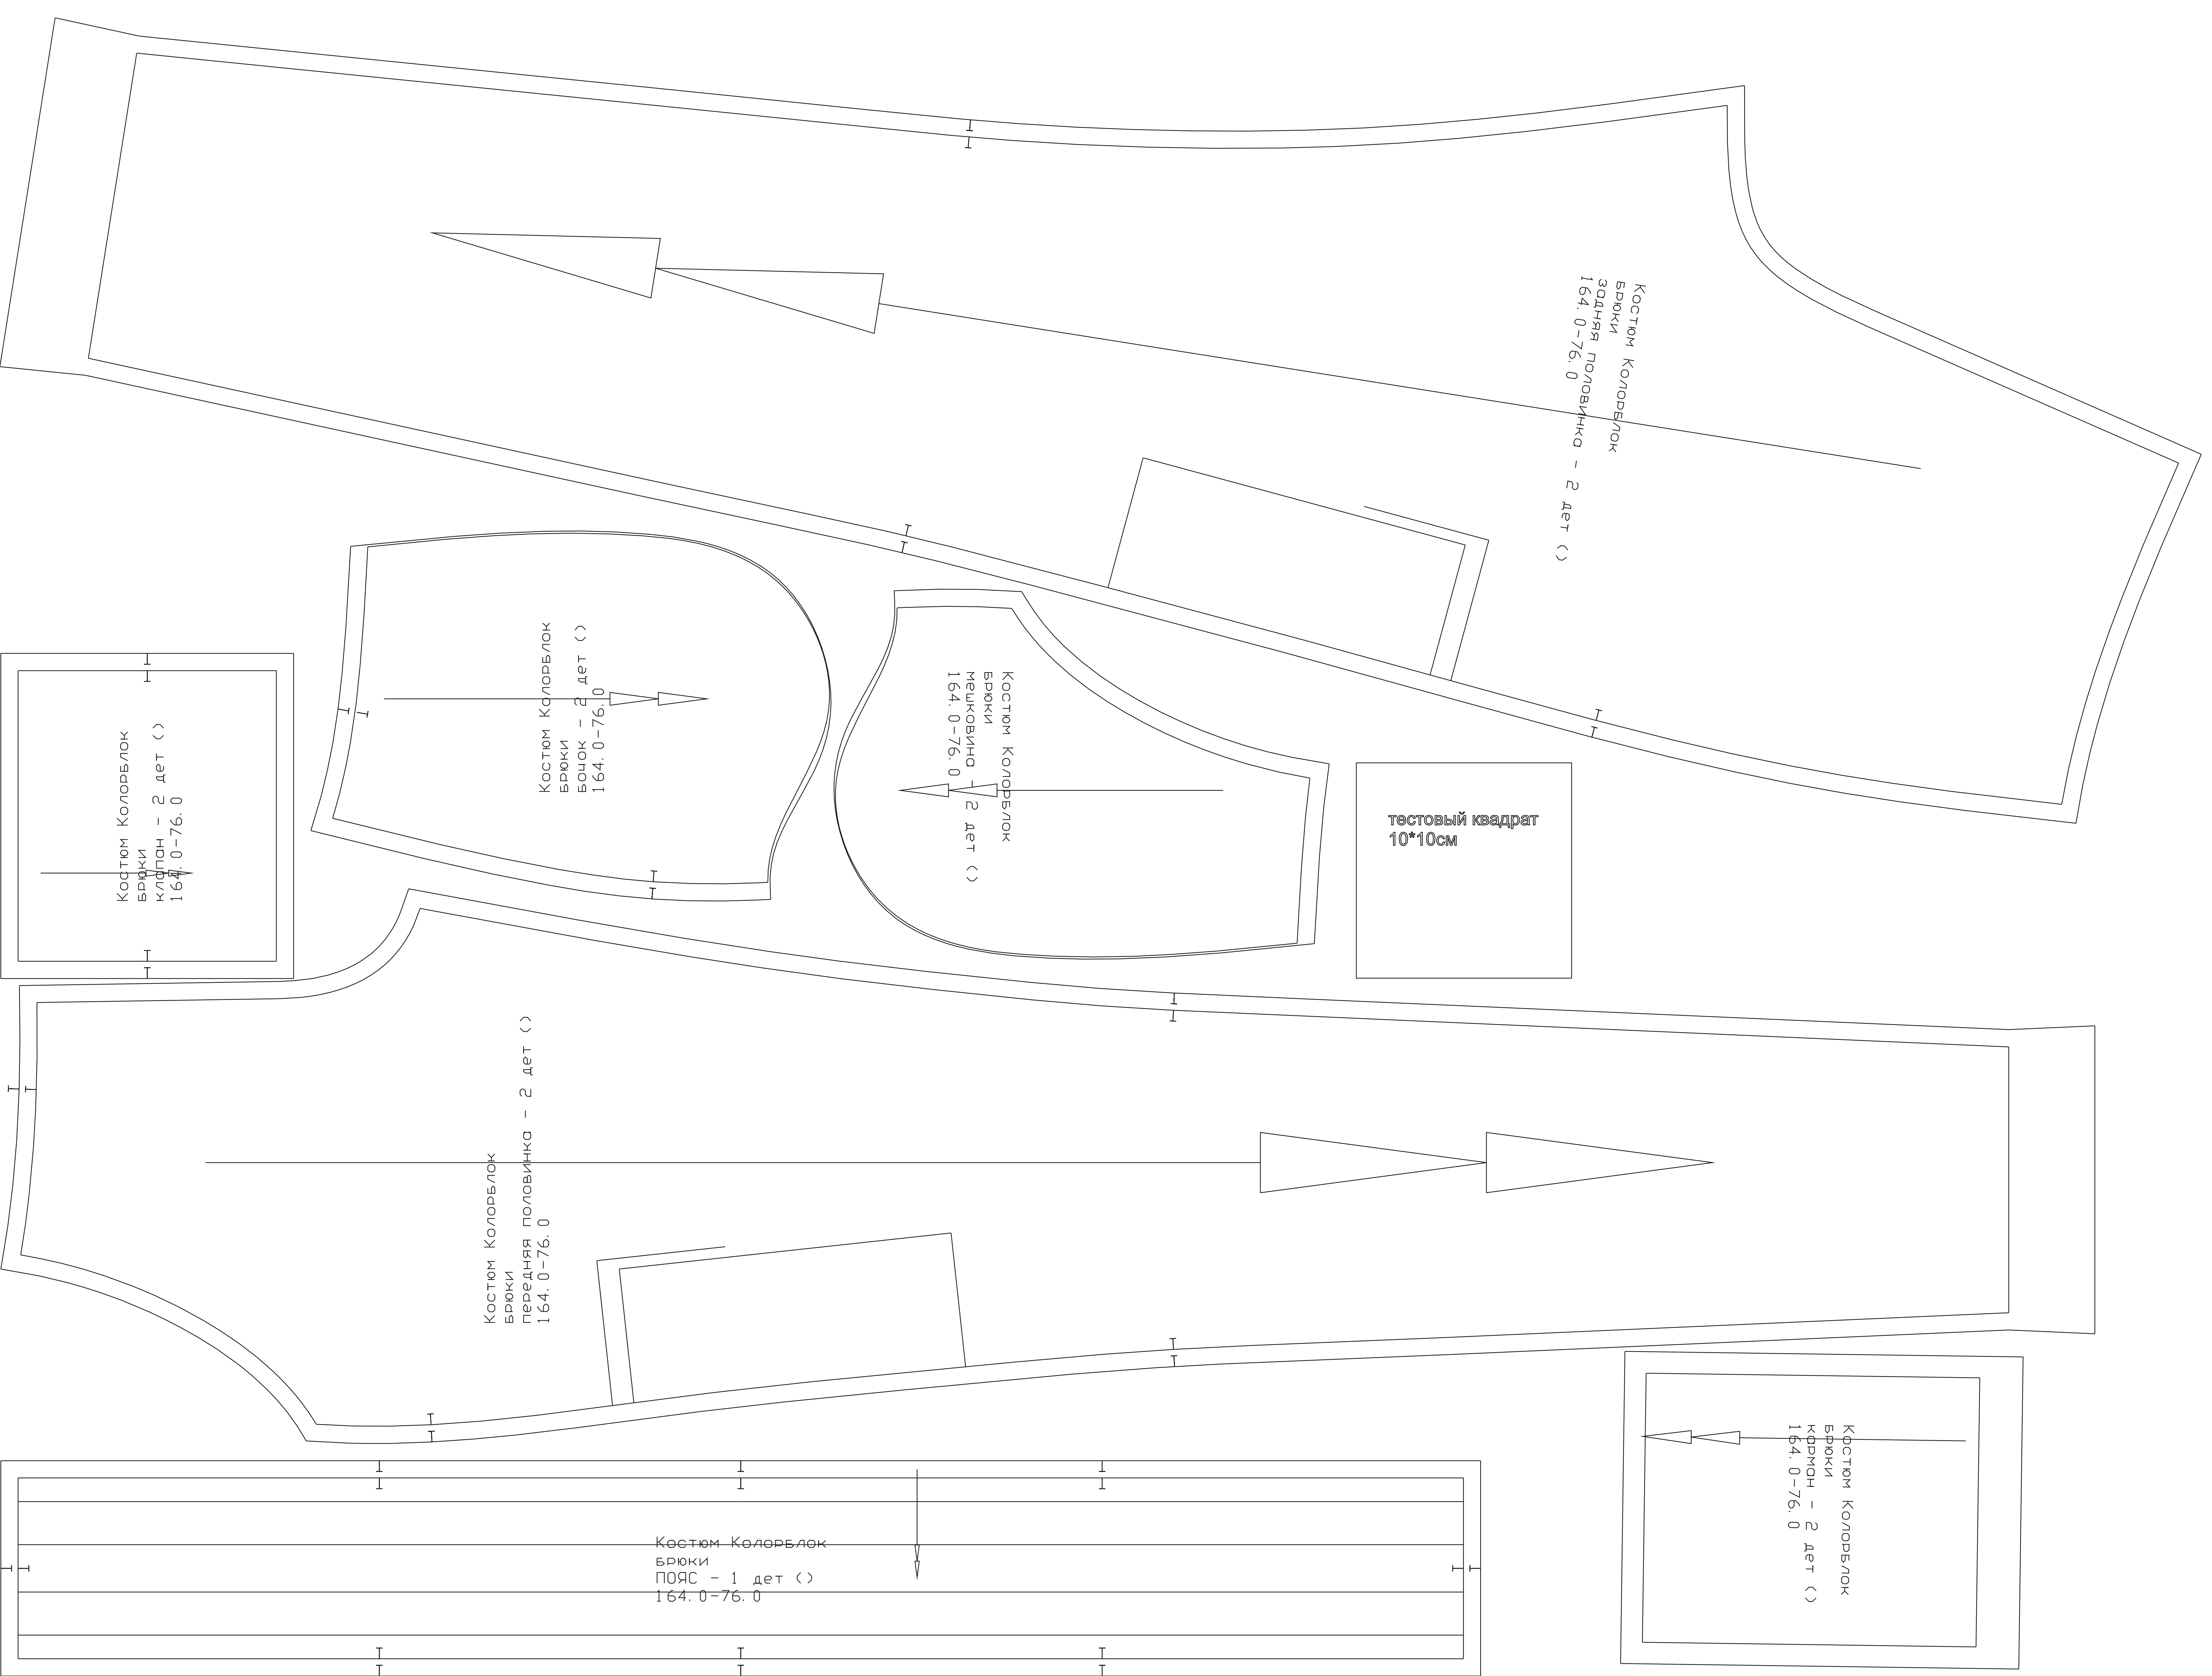 Костюм Колорблок
брюки
задняя половинка - 2 дет ()
164.0-76.0
Костюм Колорблок
брюки
бочок - 2 дет ()
164.0-76.0
Костюм Колорблок
брюки
мешковина - 2 дет ()
164.0-76.0
Костюм Колорблок
брюки
клапан - 2 дет ()
164.0-76.0
тестовый квадрат
10*10см
Костюм Колорблок
брюки
передняя половинка - 2 дет ()
164.0-76.0
Костюм Колорблок
брюки
карман - 2 дет ()
164.0-76.0
Костюм Колорблок
брюки
ПОЯС - 1 дет ()
164.0-76.0